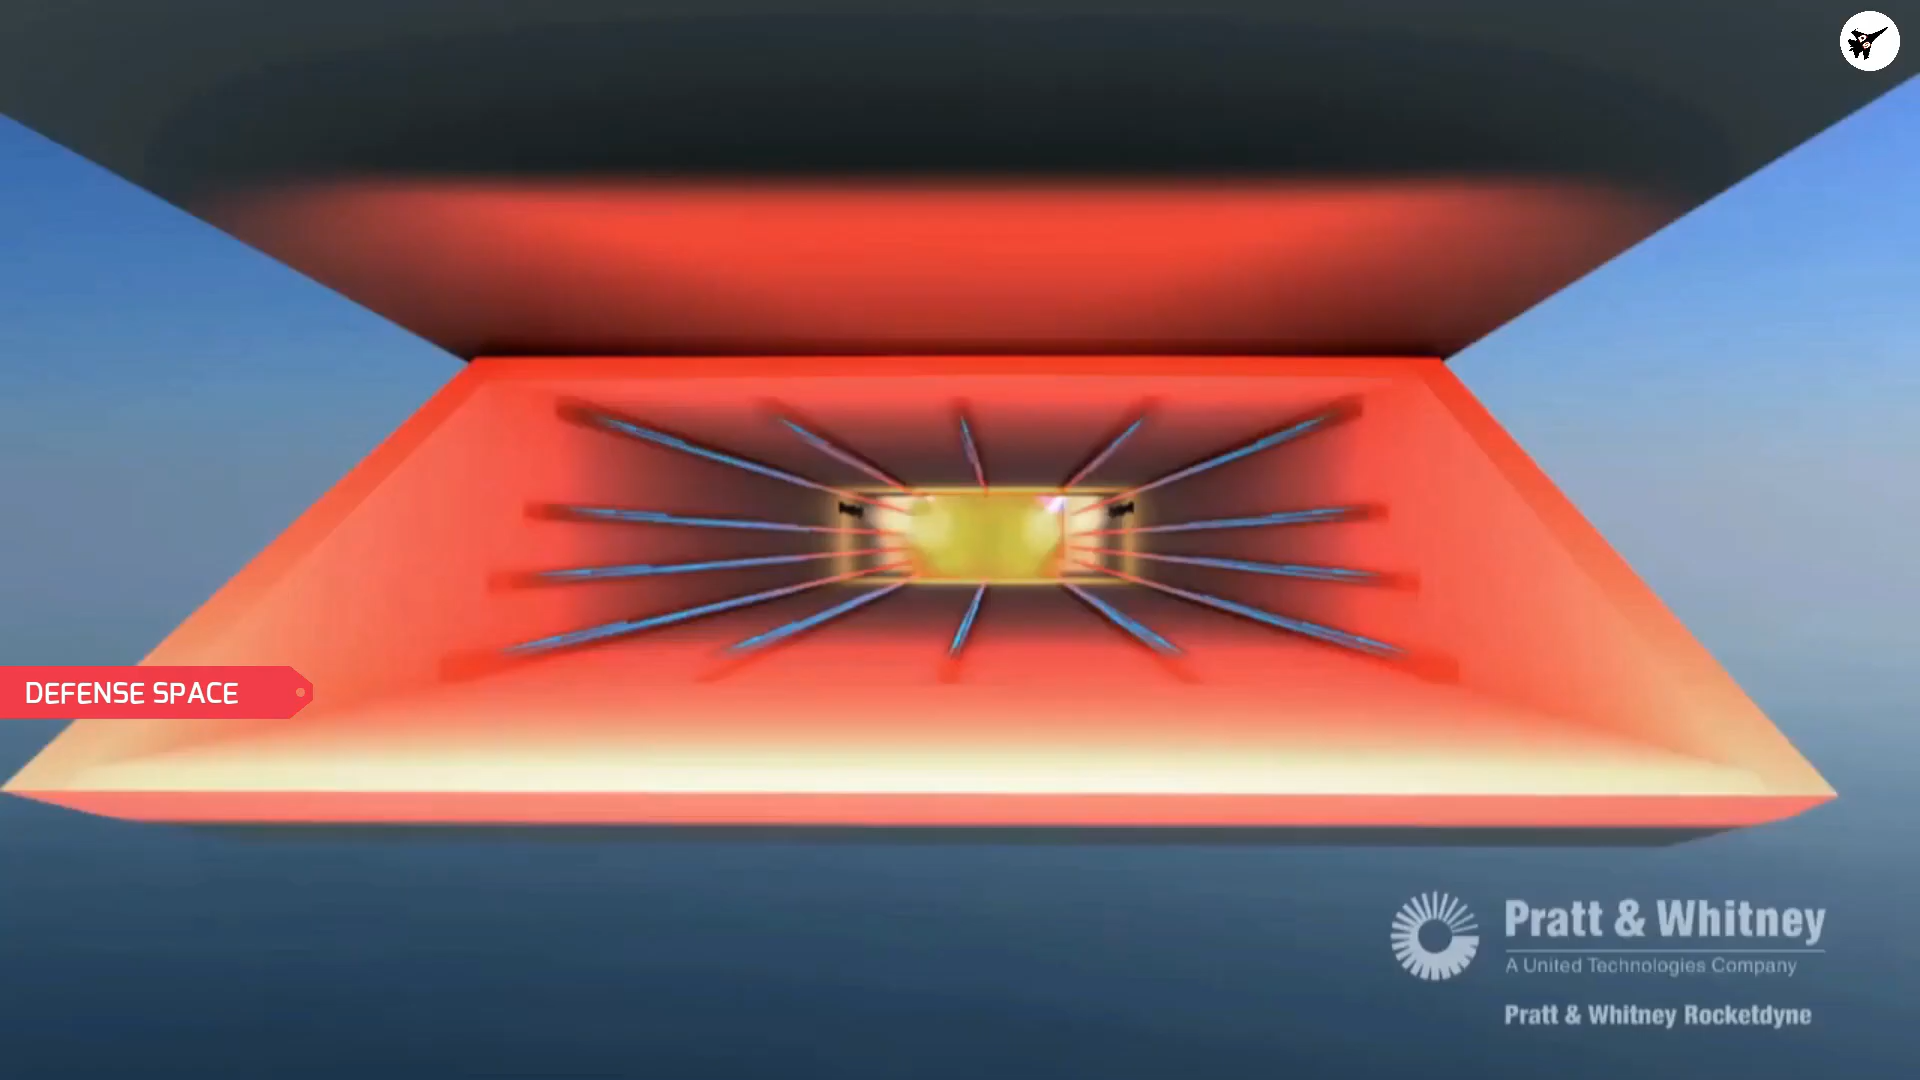 DEFENSE SPACE
Pratt & Whitney
A United Technologies Company
Pratt & Whitney Rocketdyne